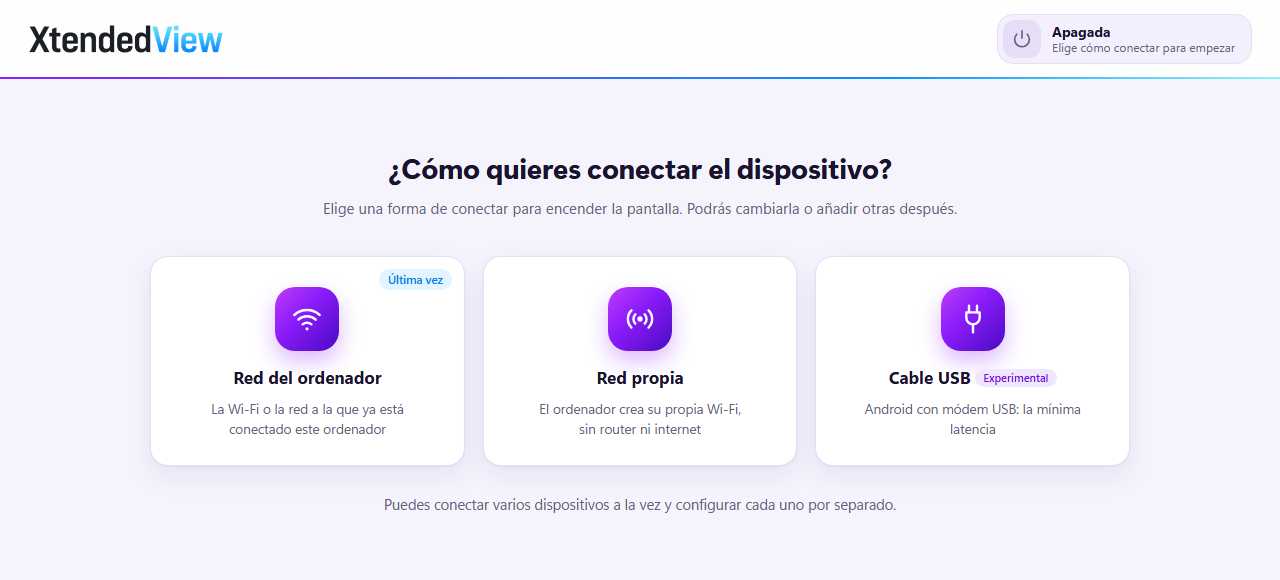 XtendedView
Apagada
Elige cómo conectar para empezar
¿Cómo quieres conectar el dispositivo?
Elige una forma de conectar para encender la pantalla. Podrás cambiarla o añadir otras después.
Última vez
Red del ordenador
La Wi-Fi o la red a la que ya está
conectado este ordenador
Red propia
El ordenador crea su propia Wi-Fi,
sin router ni internet
Cable USB Experimental
Android con módem USB: la mínima
latencia
Puedes conectar varios dispositivos a la vez y configurar cada uno por separado.